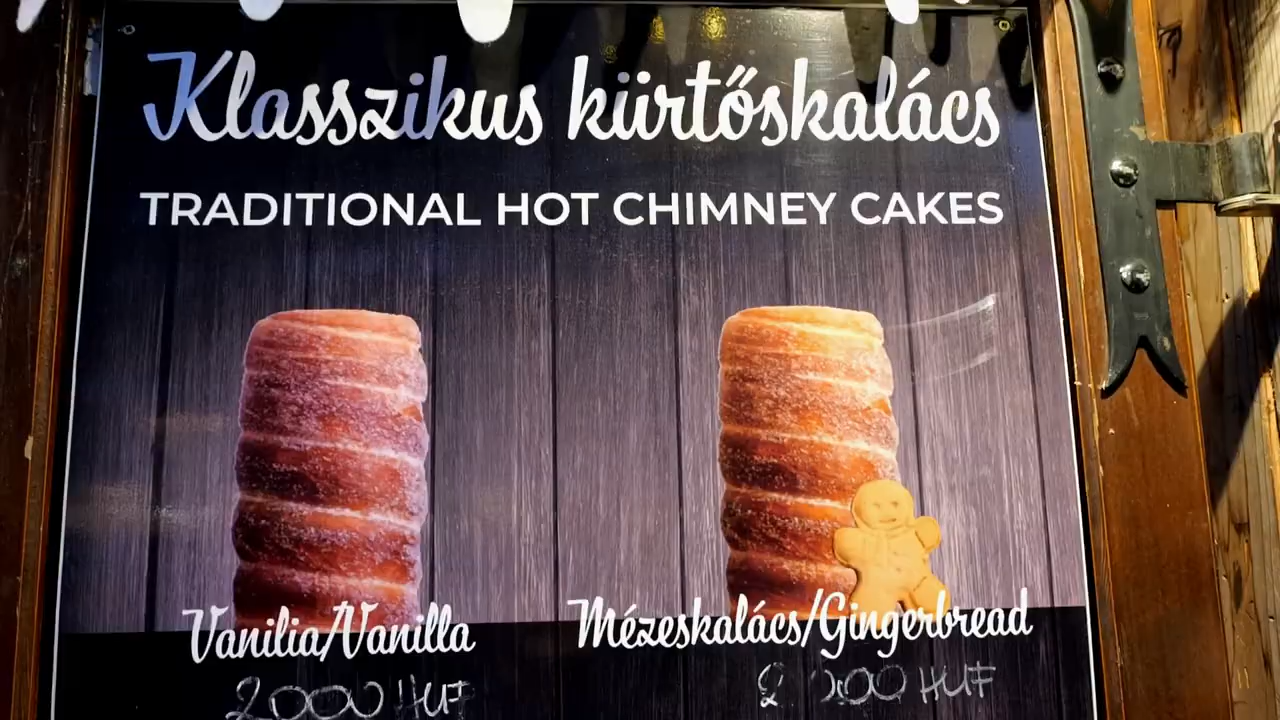 Klasszikus kürtőskalács
TRADITIONAL HOT CHIMNEY CAKES
Vanilia/Vanilla
Mézeskalács/Gingerbread
2000 HUF
HUF